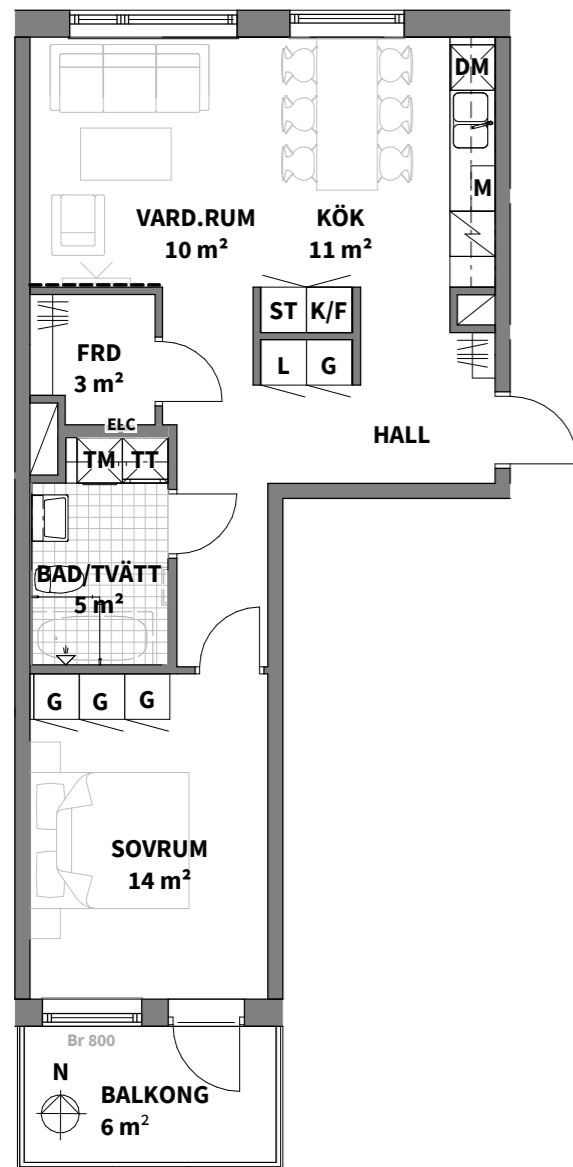 DM
M
VARD.RUM
10 m²
KÖK
11 m²
ST K/F
L G
FRD
3 m²
HALL
ELC
TM TT
BAD/TVÄTT
5 m²
G G G
SOVRUM
14 m²
Br 800
N
BALKONG
6 m²